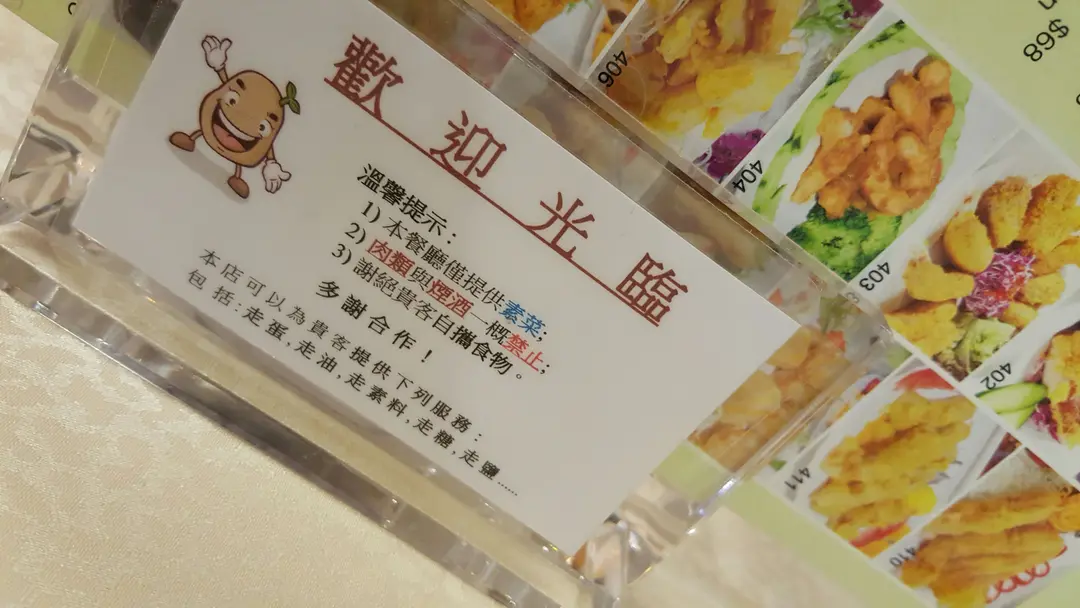 歡迎光臨
溫馨提示：
1) 本餐廳僅提供素菜;
2) 肉類與煙酒一概禁止;
3) 謝絕貴客自攜食物。
多謝合作！
本店可以為貴客提供下列服務：
包括:走蛋,走油,走素料,走糖,走鹽......
$68
406
404
403
402
411
410